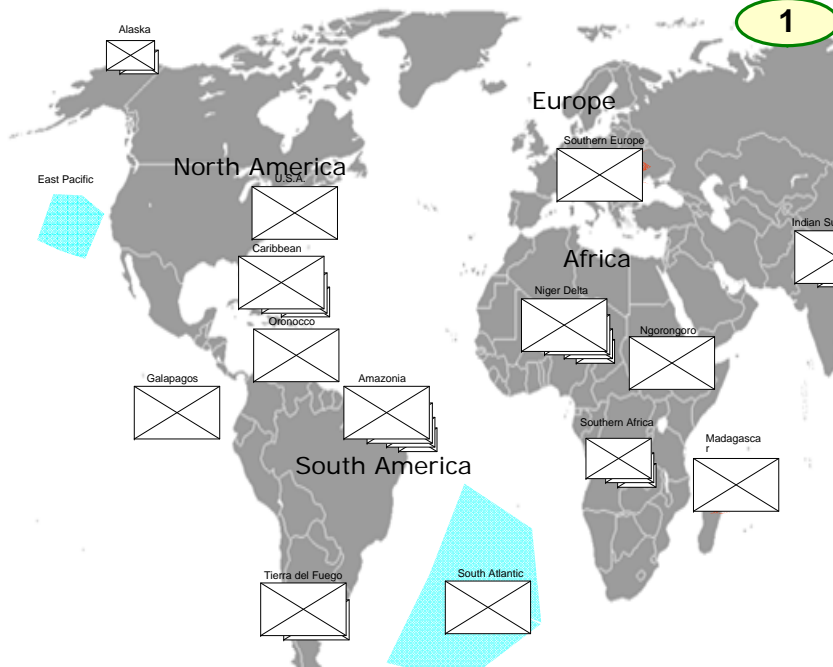 1
Alaska
Europe
Southern Europe
North America
U.S.A.
East Pacific
Indian Su
Caribbean
Africa
Niger Delta
Oronocco
Ngorongoro
Galapagos
Amazonia
Southern Africa
Madagasca
r
South America
Tierra del Fuego
South Atlantic